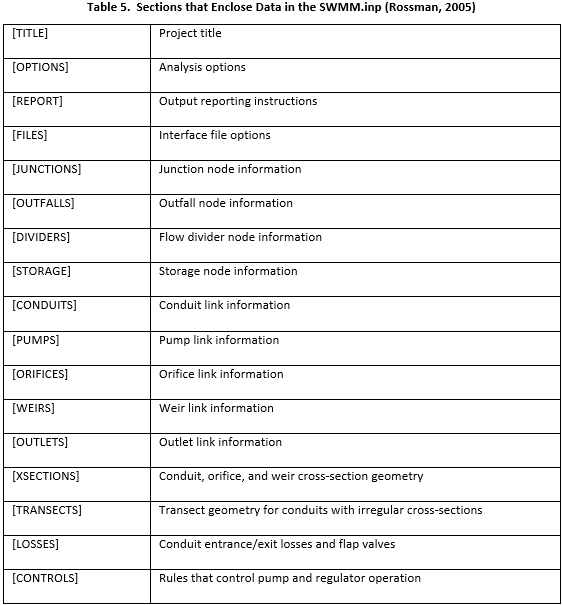 Table 5.  Sections that Enclose Data in the SWMM.inp (Rossman, 2005)
[TITLE] Project title
[OPTIONS] Analysis options
[REPORT] Output reporting instructions
[FILES] Interface file options
[JUNCTIONS] Junction node information
[OUTFALLS] Outfall node information
[DIVIDERS] Flow divider node information
[STORAGE] Storage node information
[CONDUITS] Conduit link information
[PUMPS] Pump link information
[ORIFICES] Orifice link information
[WEIRS] Weir link information
[OUTLETS] Outlet link information
[XSECTIONS] Conduit, orifice, and weir cross-section geometry
[TRANSECTS] Transect geometry for conduits with irregular cross-sections
[LOSSES] Conduit entrance/exit losses and flap valves
[CONTROLS] Rules that control pump and regulator operation